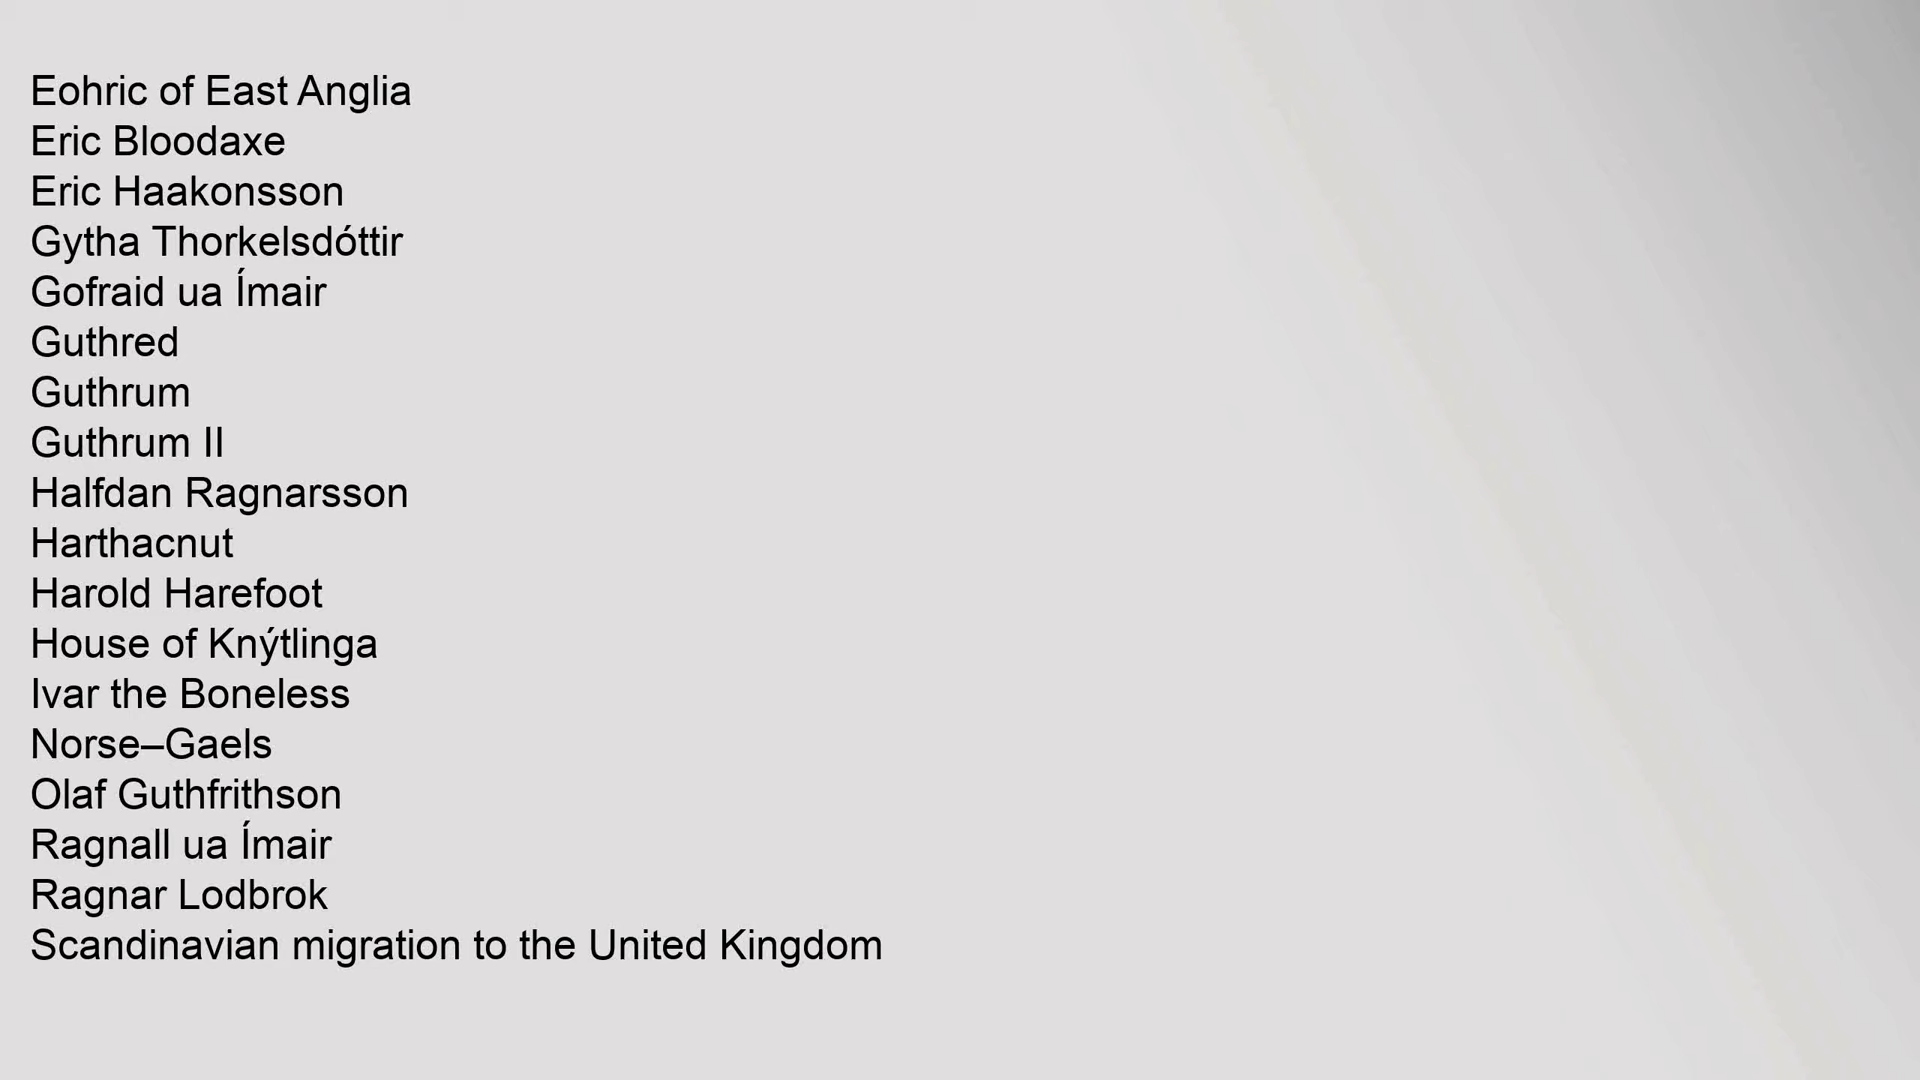 Eohric of East Anglia
Eric Bloodaxe
Eric Haakonsson
Gytha Thorkelsdóttir
Gofraid ua Ímair
Guthred
Guthrum
Guthrum II
Halfdan Ragnarsson
Harthacnut
Harold Harefoot
House of Knýtlinga
Ivar the Boneless
Norse–Gaels
Olaf Guthfrithson
Ragnall ua Ímair
Ragnar Lodbrok
Scandinavian migration to the United Kingdom